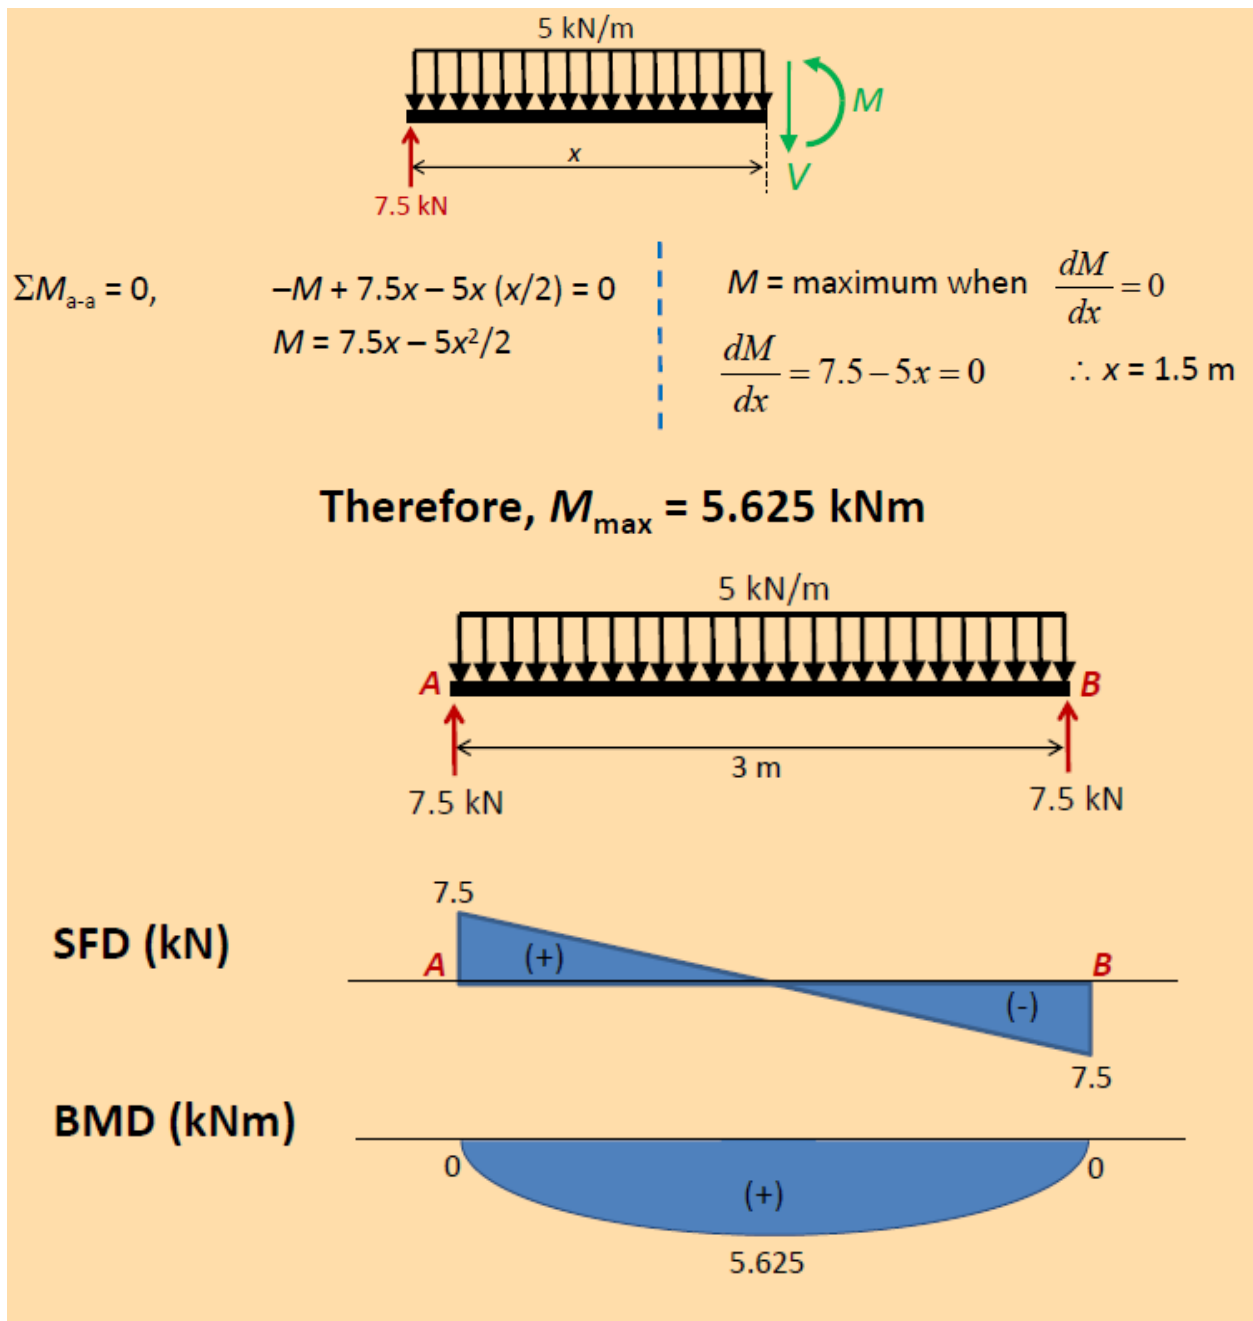 5 kN/m
M
x
V
7.5 kN
ΣM_a-a = 0, –M + 7.5x – 5x (x/2) = 0
M = 7.5x – 5x²/2
M = maximum when dM/dx = 0
dM/dx = 7.5 – 5x = 0 ∴ x = 1.5 m
Therefore, M_max = 5.625 kNm
5 kN/m
A B
3 m
7.5 kN 7.5 kN
7.5
SFD (kN)
A (+) B
(-)
7.5
BMD (kNm)
0 0
(+)
5.625